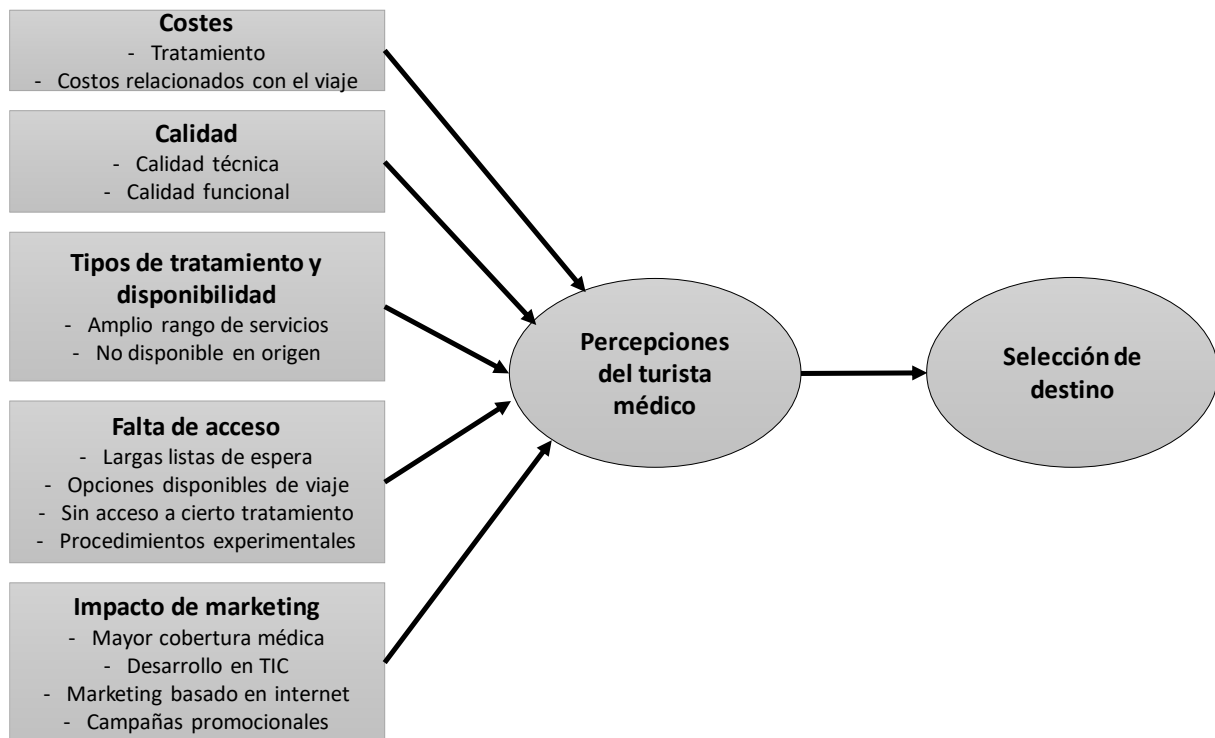 Costes
- Tratamiento
- Costos relacionados con el viaje
Calidad
- Calidad técnica
- Calidad funcional
Tipos de tratamiento y
disponibilidad
- Amplio rango de servicios
- No disponible en origen
Falta de acceso
- Largas listas de espera
- Opciones disponibles de viaje
- Sin acceso a cierto tratamiento
- Procedimientos experimentales
Impacto de marketing
- Mayor cobertura médica
- Desarrollo en TIC
- Marketing basado en internet
- Campañas promocionales
Percepciones
del turista
médico
Selección de
destino